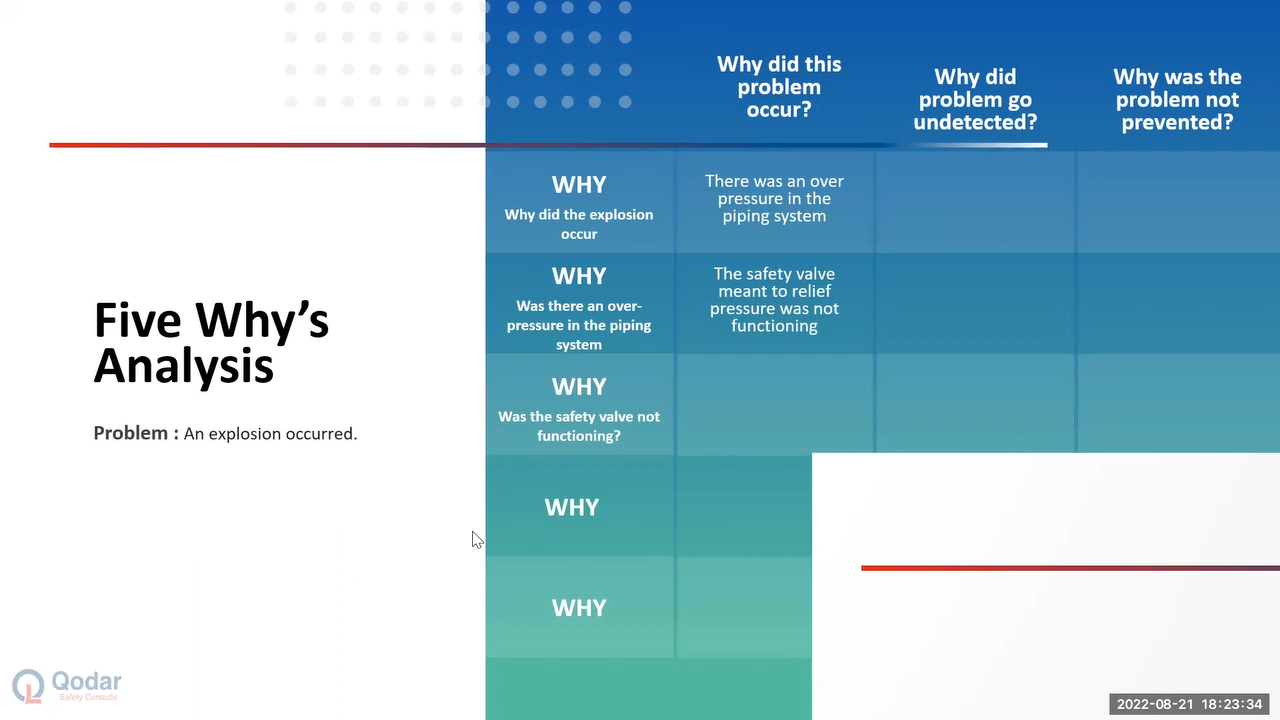 Why did this
problem
occur?
Why did
problem go
undetected?
Why was the
problem not
prevented?
WHY
Why did the explosion
occur
There was an over
pressure in the
piping system
WHY
Was there an over-
pressure in the piping
system
The safety valve
meant to relief
pressure was not
functioning
Five Why's
Analysis
Problem : An explosion occurred.
WHY
Was the safety valve not
functioning?
WHY
WHY
Qodar
Safety Consults
2022-08-21 18:23:34